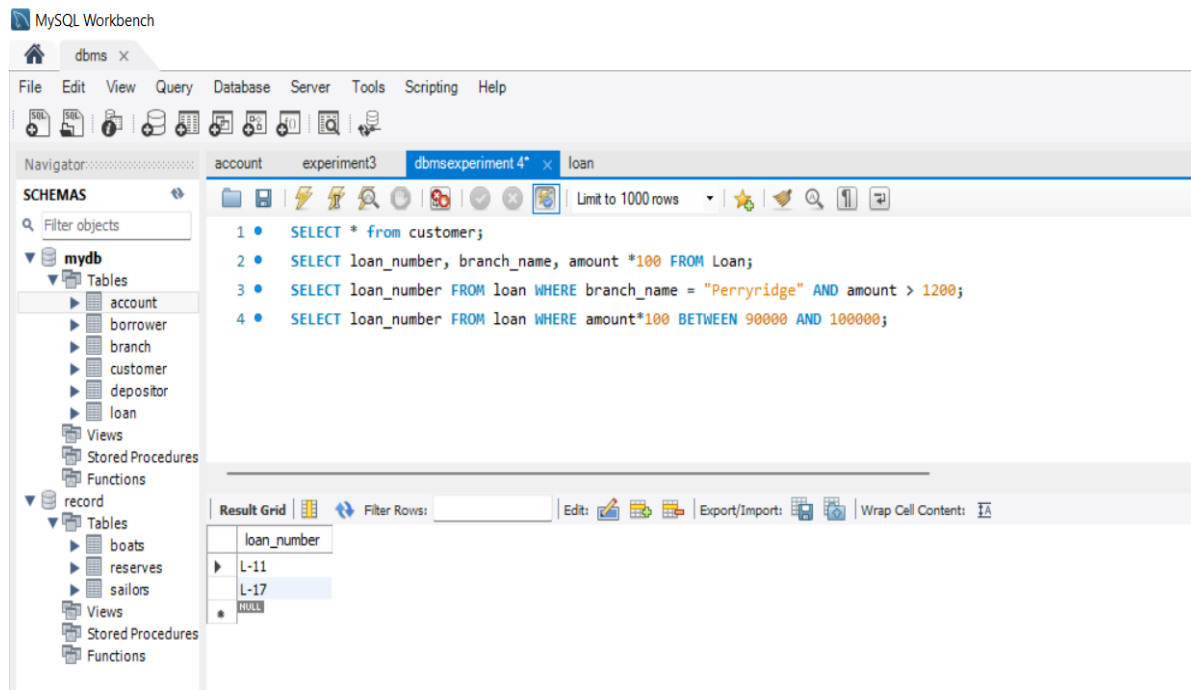 MySQL Workbench
dbms
File Edit View Query Database Server Tools Scripting Help
Navigator
SCHEMAS
Filter objects
mydb
Tables
account
borrower
branch
customer
depositor
loan
Views
Stored Procedures
Functions
record
Tables
boats
reserves
sailors
Views
Stored Procedures
Functions
account experiment3 dbmsexperiment 4* loan
Limit to 1000 rows
1 SELECT * from customer;
2 SELECT loan_number, branch_name, amount *100 FROM Loan;
3 SELECT loan_number FROM loan WHERE branch_name = "Perryridge" AND amount > 1200;
4 SELECT loan_number FROM loan WHERE amount*100 BETWEEN 90000 AND 100000;
Result Grid Filter Rows: Edit: Export/Import: Wrap Cell Content:
loan_number
L-11
L-17
NULL